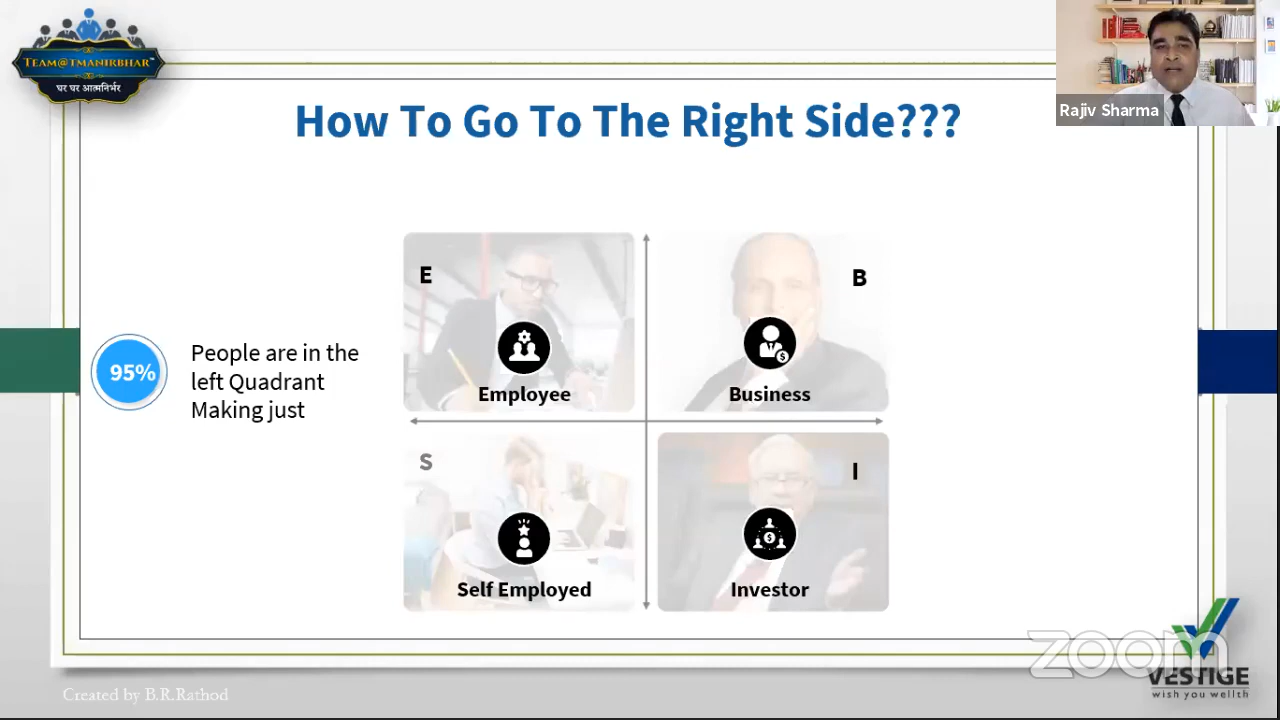 TEAM@TMANIRBHAR™
घर घर आत्मनिर्भर
Rajiv Sharma
How To Go To The Right Side???
E
B
Employee
Business
95%
People are in the
left Quadrant
Making just
S
I
$
Self Employed
Investor
zoom
VESTIGE
wish you wellth
Created by B.R.Rathod